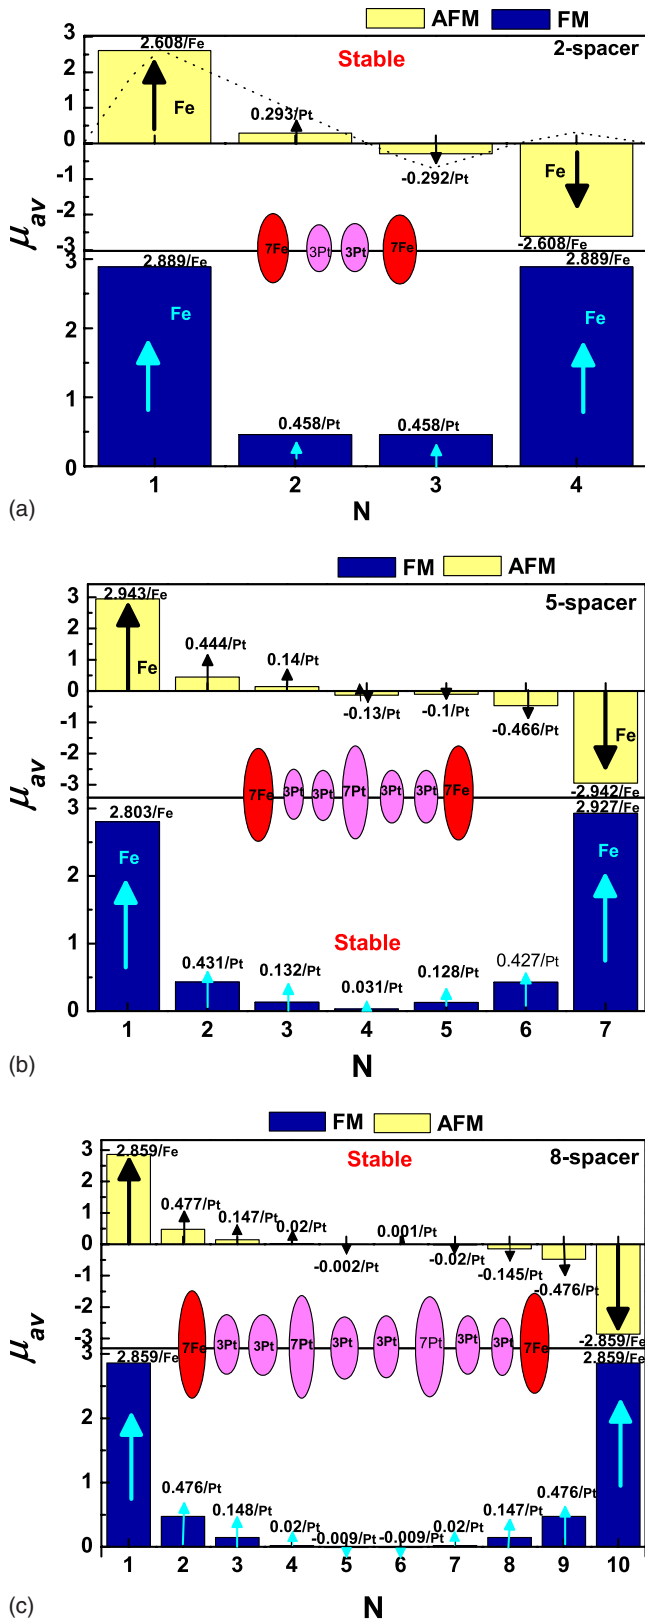 AFM FM
3 2.608/Fe Stable 2-spacer
2 Fe
1 0.293/Pt
0
-1 -0.292/Pt Fe
-2
-3 -2.608/Fe
μav
7Fe 3Pt 3Pt 7Fe
3 2.889/Fe 2.889/Fe
Fe Fe
2
1 0.458/Pt 0.458/Pt
0
1 2 3 4
(a) N
FM AFM
3 2.943/Fe 5-spacer
2 0.444/Pt 0.14/Pt
1 Fe
0
-1 -0.13/Pt -0.1/Pt -0.466/Pt Fe
-2
-3 -2.942/Fe
μav
7Fe 3Pt 3Pt 7Pt 3Pt 3Pt 7Fe
3 2.803/Fe 2.927/Fe
Fe Fe
2
1 Stable
0.431/Pt 0.132/Pt 0.031/Pt 0.128/Pt 0.427/Pt
0
1 2 3 4 5 6 7
(b) N
FM AFM
3 2.859/Fe Stable 8-spacer
2
1 0.477/Pt 0.147/Pt 0.02/Pt 0.001/Pt
0
-1 -0.002/Pt -0.02/Pt -0.145/Pt -0.476/Pt
-2
-3 -2.859/Fe
μav
7Fe 3Pt 3Pt 7Pt 3Pt 3Pt 7Pt 3Pt 3Pt 7Fe
3 2.859/Fe 2.859/Fe
2
1 0.476/Pt 0.148/Pt 0.02/Pt -0.009/Pt -0.009/Pt 0.02/Pt 0.147/Pt 0.476/Pt
0
1 2 3 4 5 6 7 8 9 10
(c) N